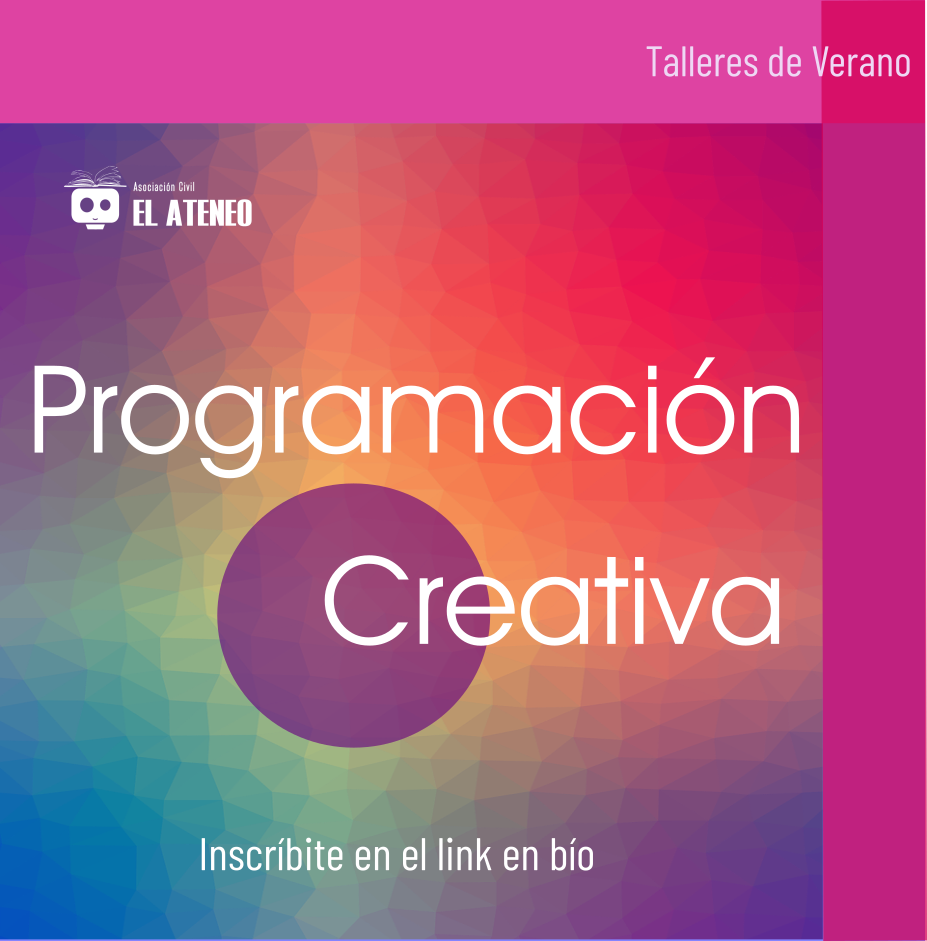 Talleres de Verano
Asociación Civil
EL ATENEO
Programación
Creativa
Inscríbite en el link en bío